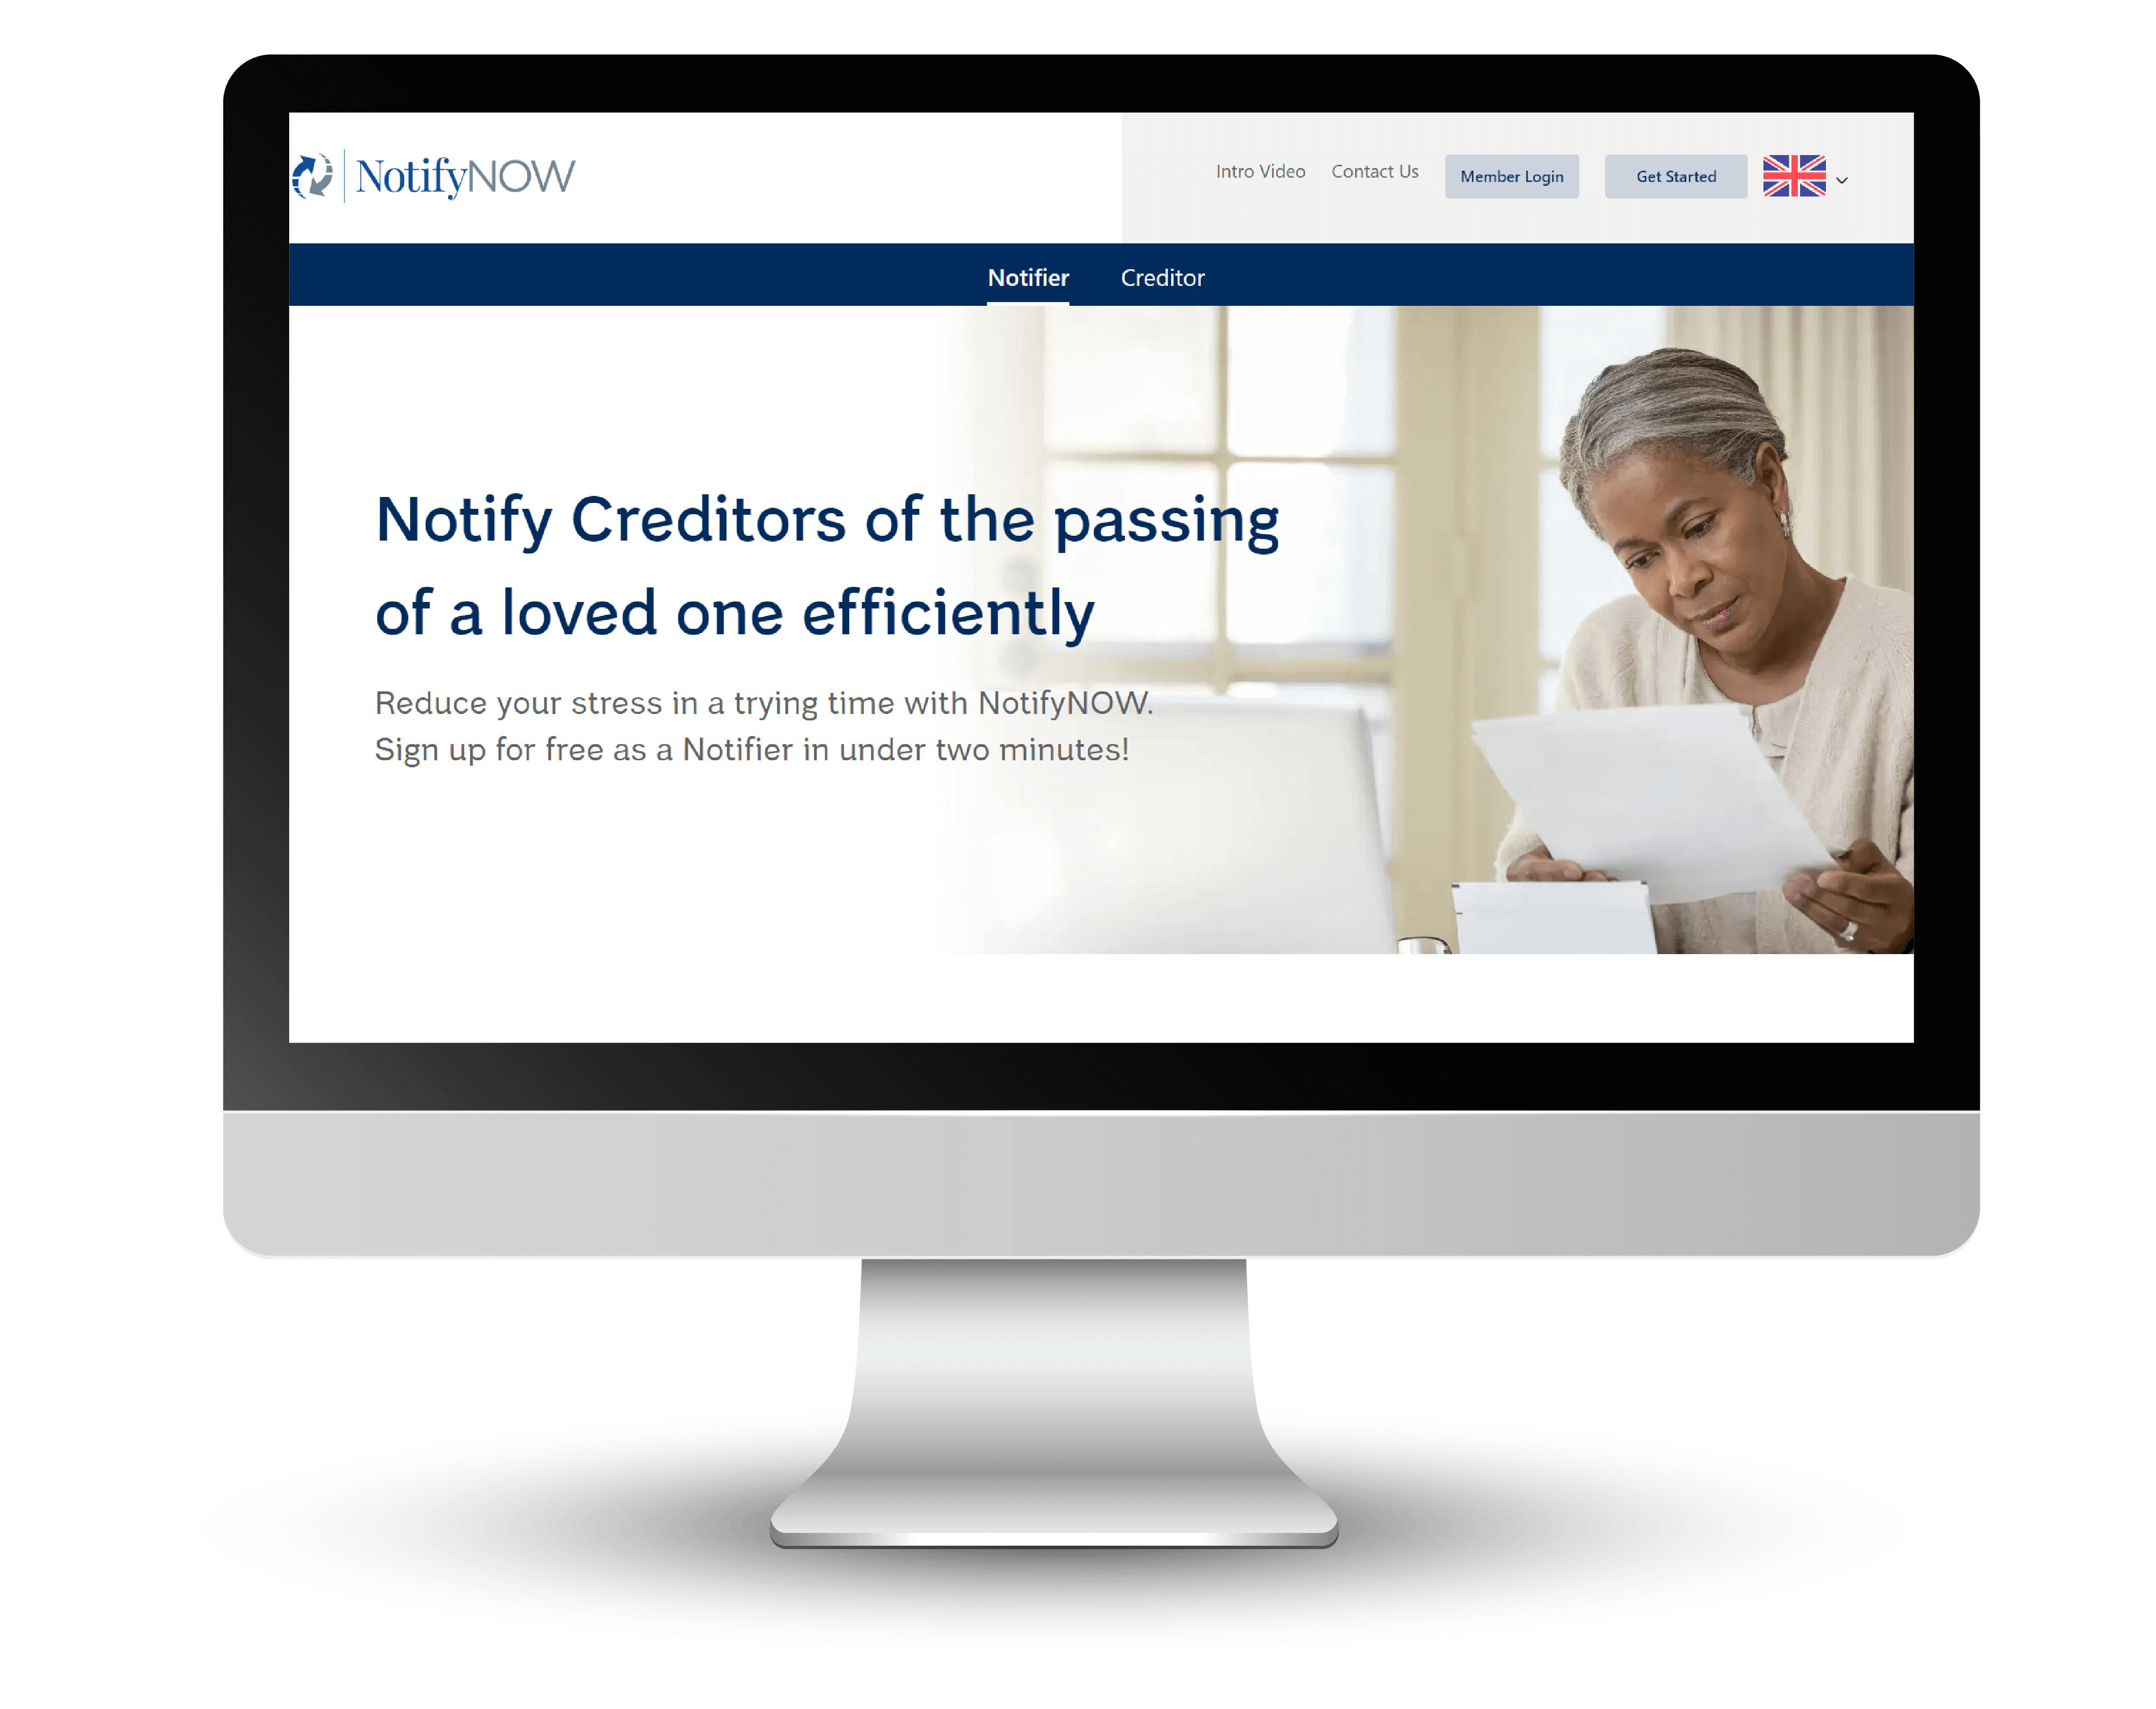 NotifyNOW
Intro Video
Contact Us
Member Login
Get Started
Notifier
Creditor
Notify Creditors of the passing
of a loved one efficiently
Reduce your stress in a trying time with NotifyNOW.
Sign up for free as a Notifier in under two minutes!